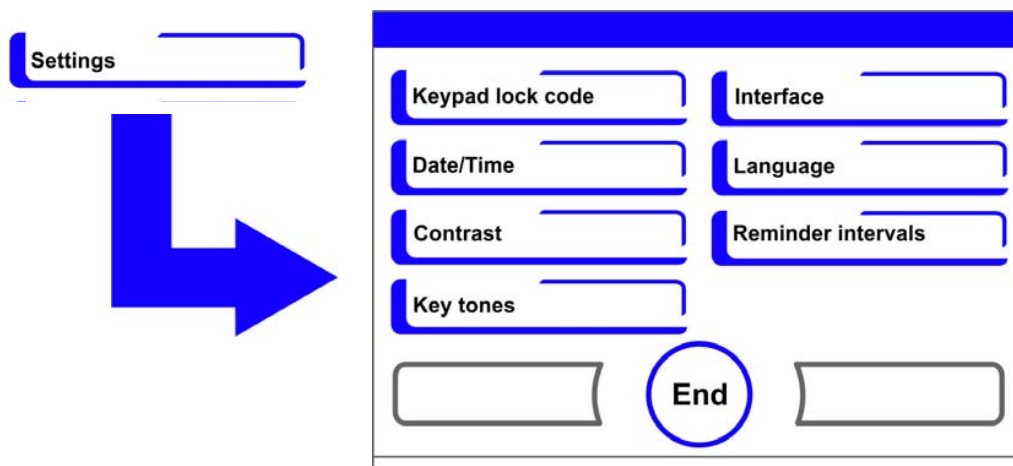 Settings
Keypad lock code
Interface
Date/Time
Language
Contrast
Reminder intervals
Key tones
End